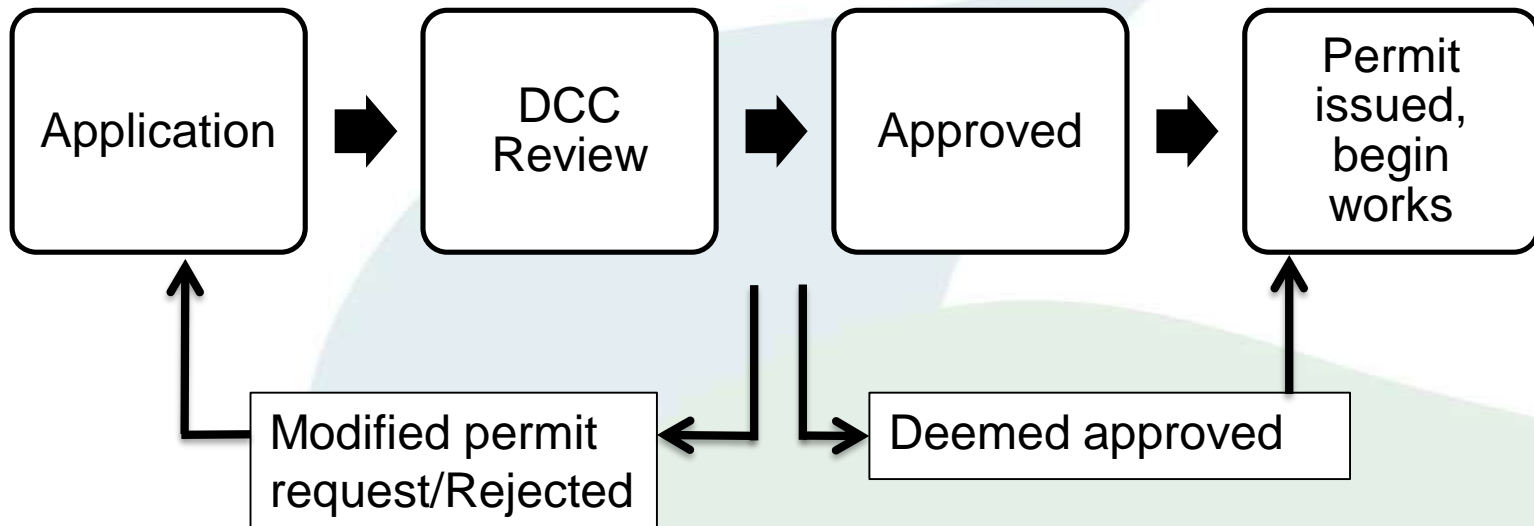 Application
DCC
Review
Approved
Permit
issued,
begin
works
Modified permit
request/Rejected
Deemed approved